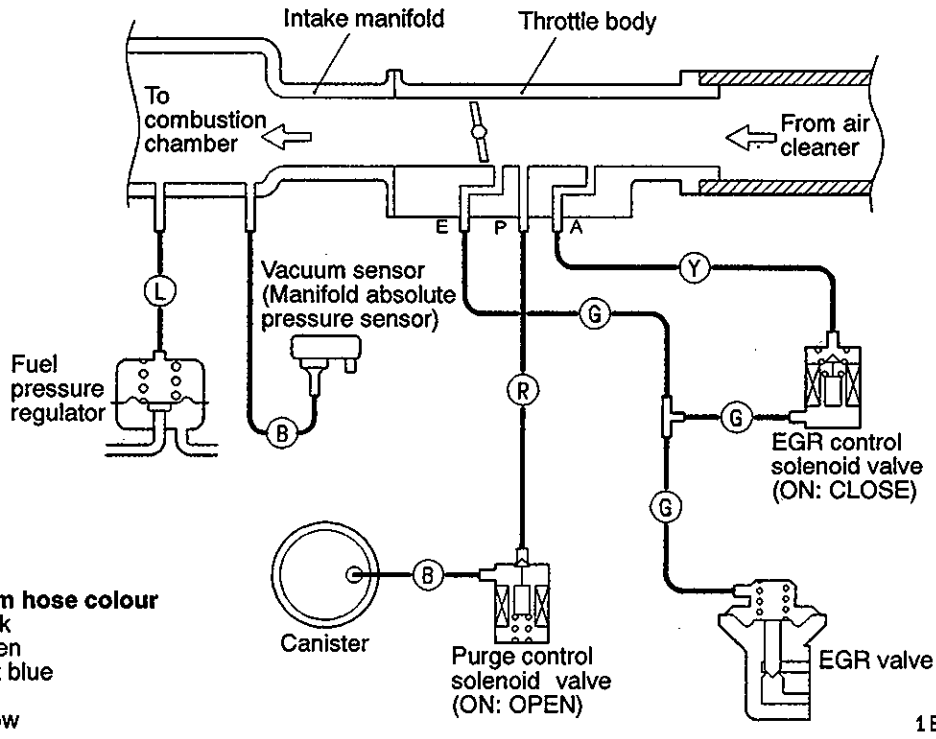 Intake manifold
Throttle body
To
combustion
chamber
From air
cleaner
E
P
A
L
Y
Vacuum sensor
(Manifold absolute
pressure sensor)
G
Fuel
pressure
regulator
R
B
G
EGR control
solenoid valve
(ON: CLOSE)
G
B
Canister
Purge control
solenoid valve
(ON: OPEN)
EGR valve
m hose colour
k
en
t blue
ow
1E